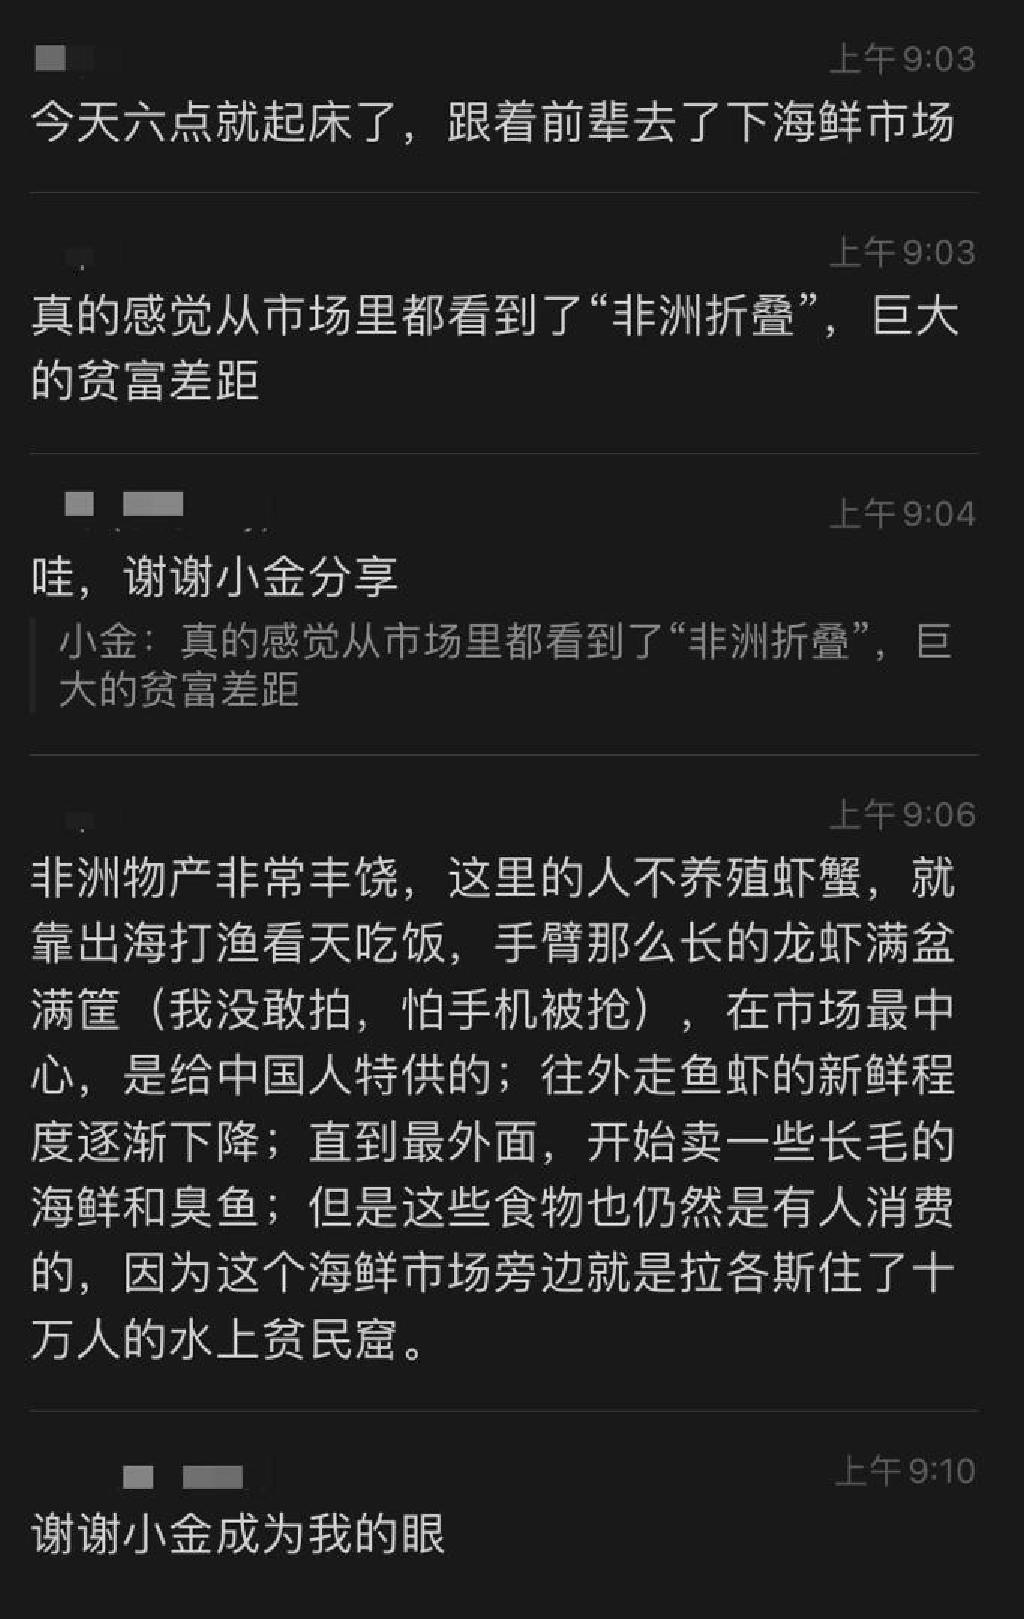 上午9:03
今天六点就起床了，跟着前辈去了下海鲜市场
上午9:03
真的感觉从市场里都看到了“非洲折叠”，巨大
的贫富差距
上午9:04
哇，谢谢小金分享
小金：真的感觉从市场里都看到了“非洲折叠”，巨
大的贫富差距
上午9:06
非洲物产非常丰饶，这里的人不养殖虾蟹，就
靠出海打渔看天吃饭，手臂那么长的龙虾满盆
满筐（我没敢拍，怕手机被抢），在市场最中
心，是给中国人特供的；往外走鱼虾的新鲜程
度逐渐下降；直到最外面，开始卖一些长毛的
海鲜和臭鱼；但是这些食物也仍然是有人消费
的，因为这个海鲜市场旁边就是拉各斯住了十
万人的水上贫民窟。
上午9:10
谢谢小金成为我的眼